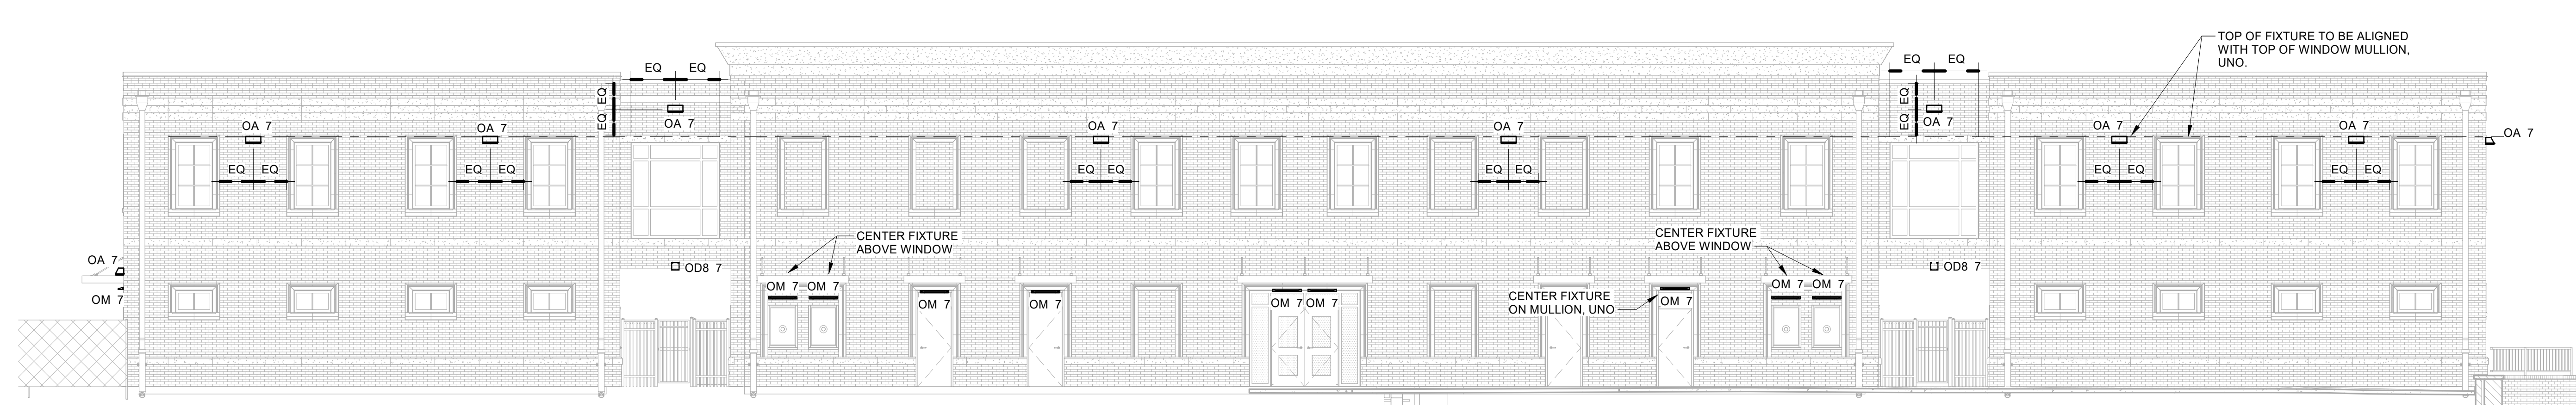 TOP OF FIXTURE TO BE ALIGNED
WITH TOP OF WINDOW MULLION,
UNO.
EQ EQ
EQ EQ
EQ
EQ
EQ
EQ
OA 7
OA 7
OA 7
OA 7
OA 7
OA 7
OA 7
OA 7
OA 7
EQ EQ
EQ EQ
EQ EQ
EQ EQ
EQ EQ
EQ EQ
CENTER FIXTURE
ABOVE WINDOW
CENTER FIXTURE
ABOVE WINDOW
OA 7
OD8 7
OD8 7
OM 7
OM 7 OM 7
OM 7 OM 7
CENTER FIXTURE
ON MULLION, UNO
OM 7
OM 7
OM 7 OM 7
OM 7